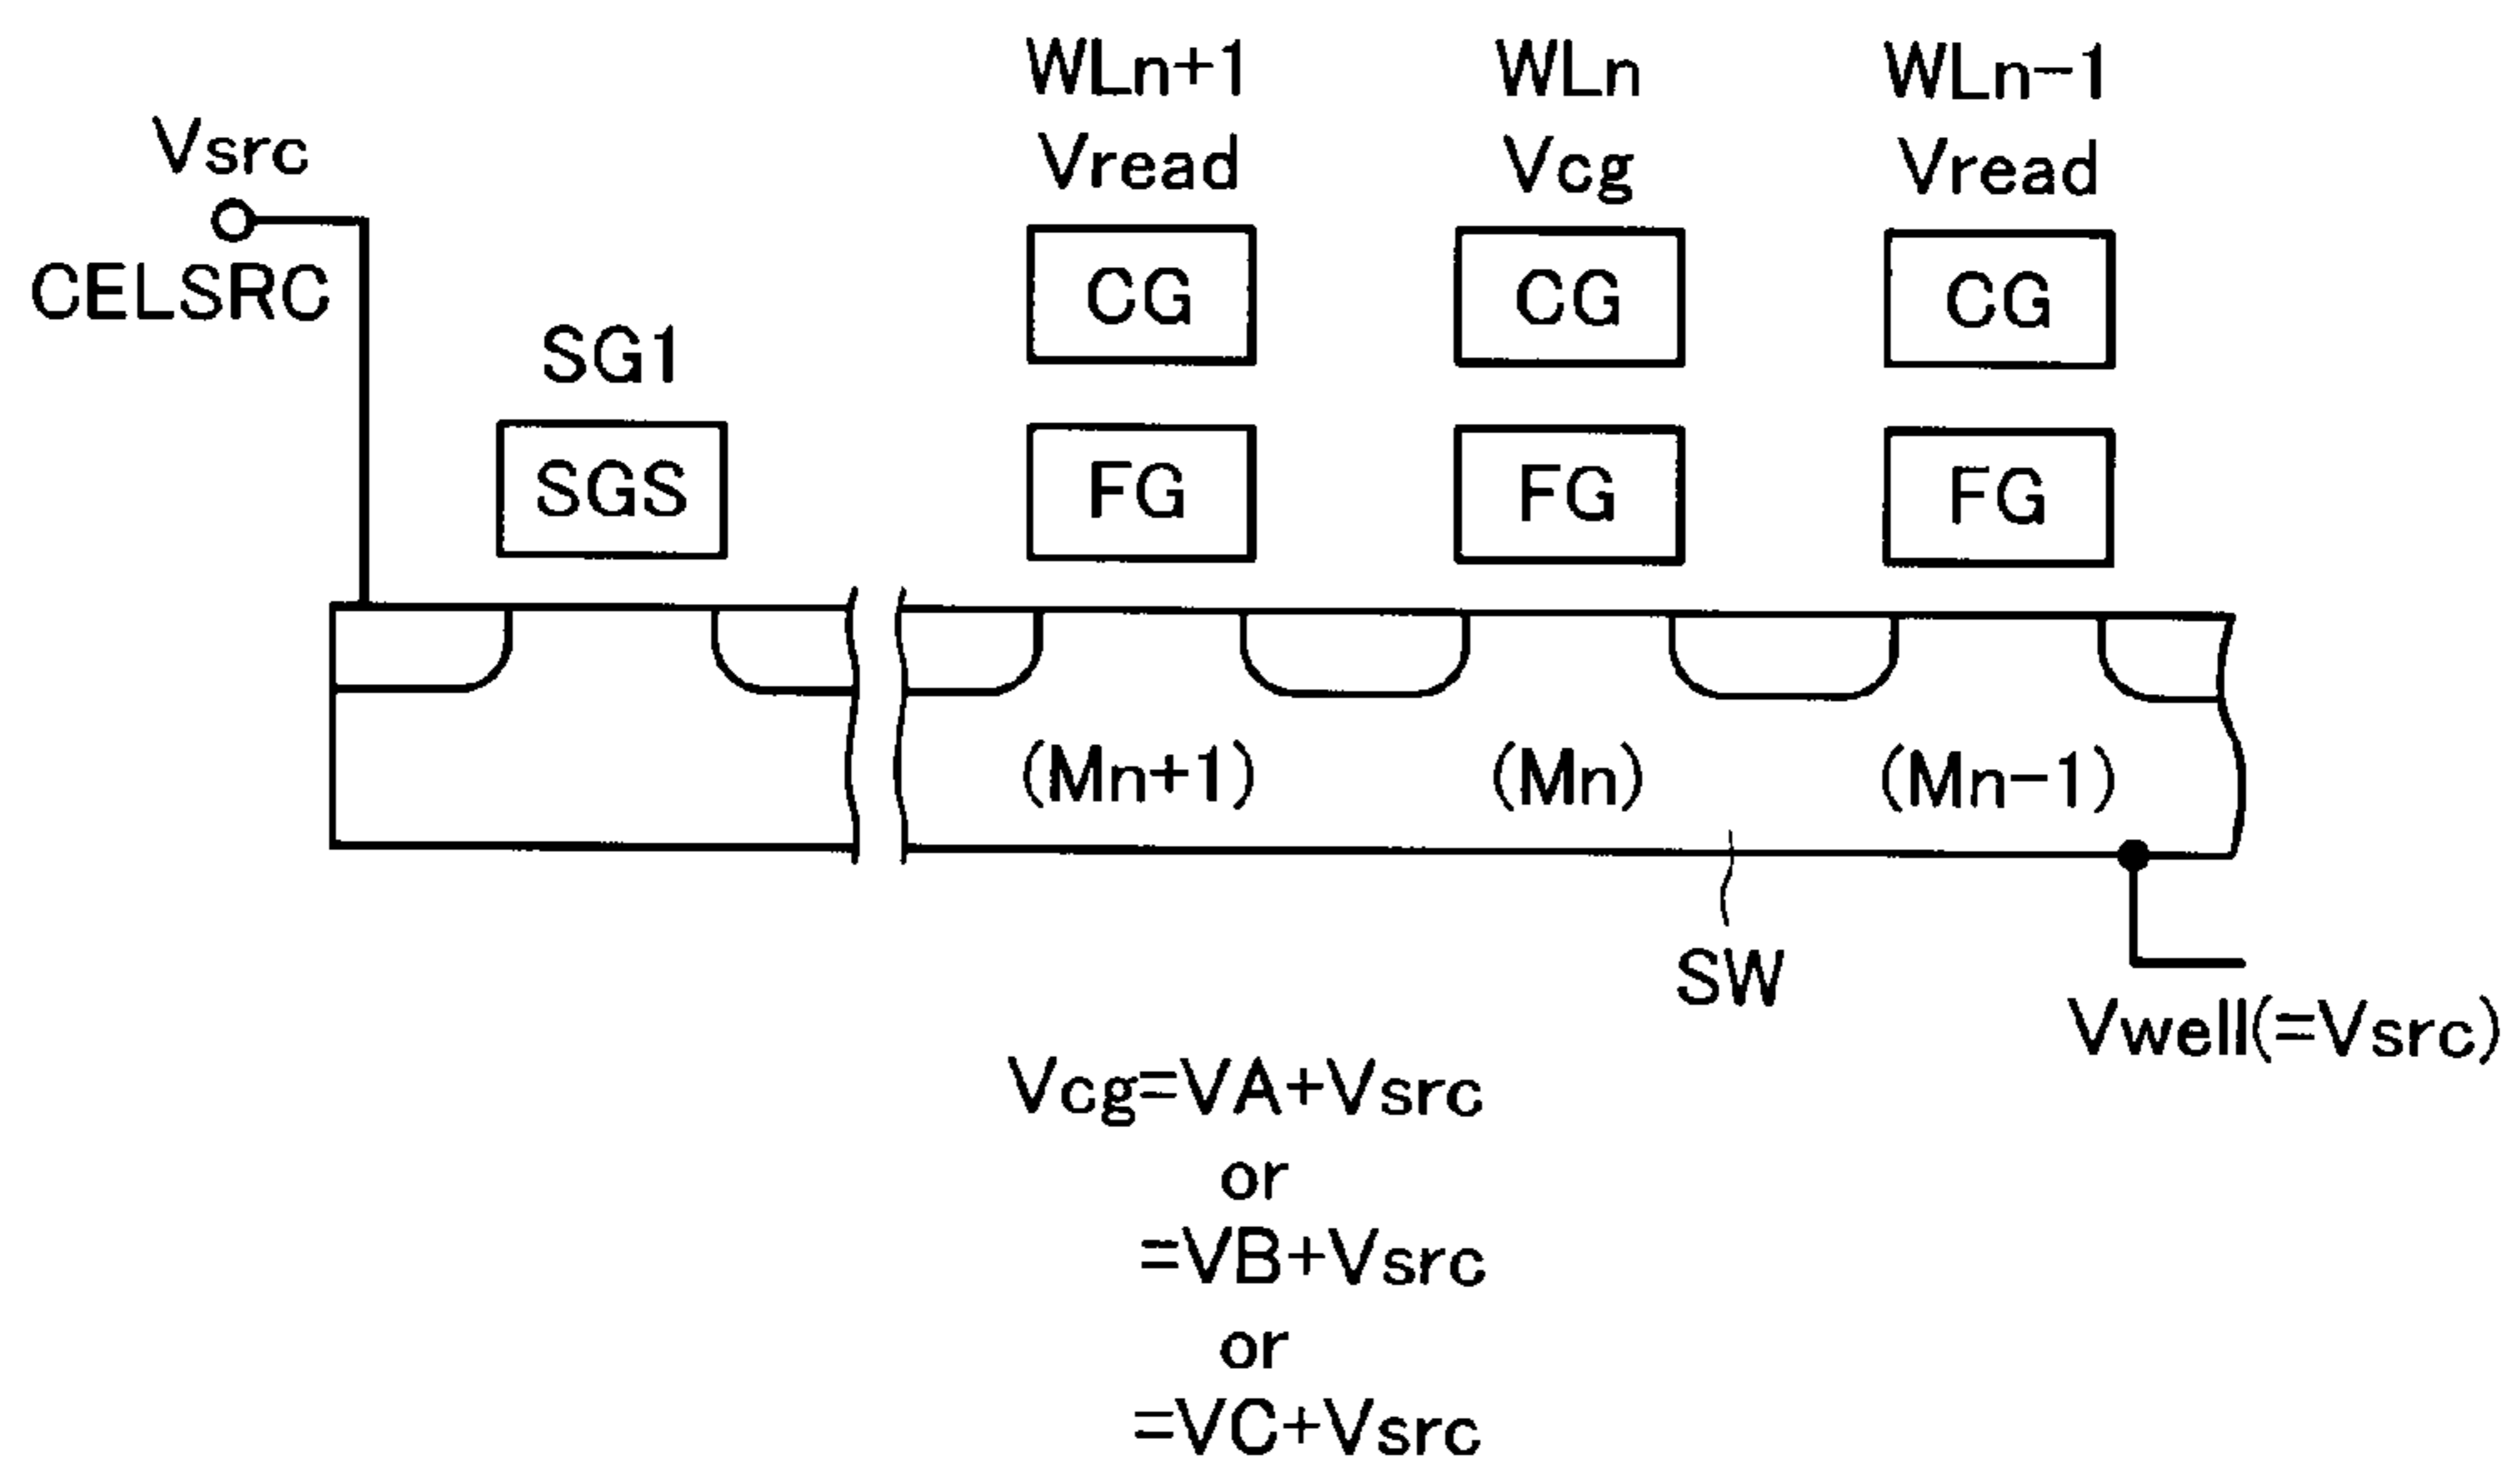 WLn+1 WLn WLn-1
Vsrc Vread Vcg Vread
CELSRC CG CG CG
SG1
SGS FG FG FG
(Mn+1) (Mn) (Mn-1)
SW
Vwell(=Vsrc)
Vcg=VA+Vsrc
or
=VB+Vsrc
or
=VC+Vsrc